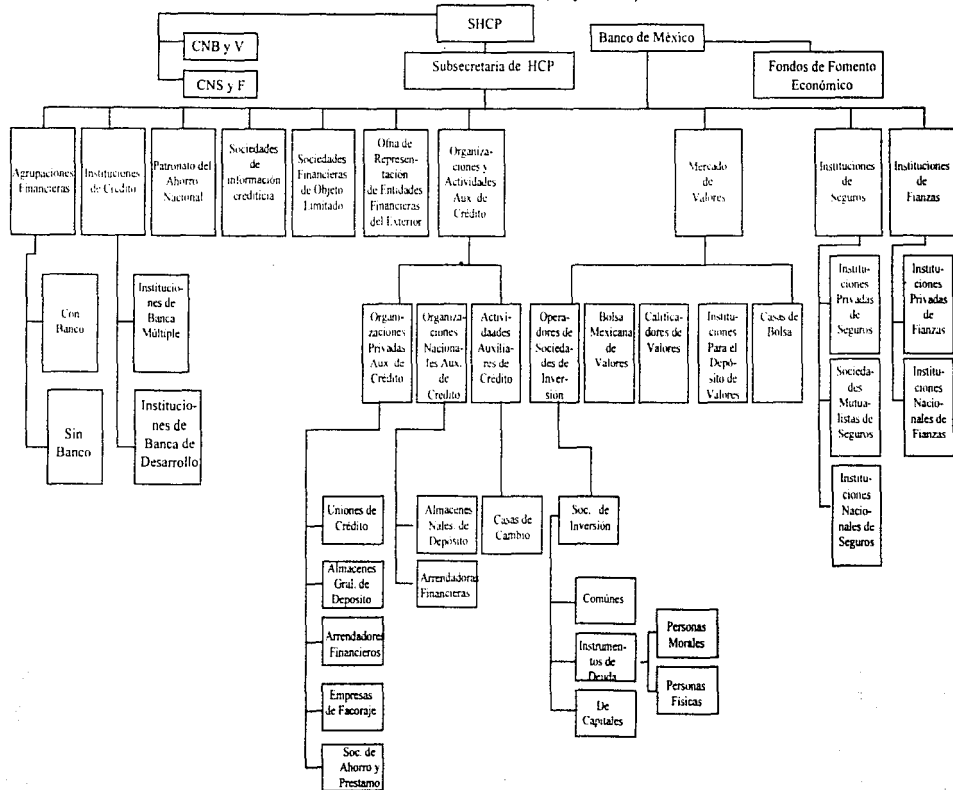 SHCP
CNB y V
CNS y F
Subsecretaria de HCP
Banco de México
Fondos de Fomento
Económico
Agrupaciones
Financieras
Instituciones
de Crédito
Patronato del
Ahorro
Nacional
Sociedades
de
información
crediticia
Sociedades
Financieras
de Objeto
Limitado
Ofna de
Represen-
tación
de Entidades
Financieras
del Exterior
Organiza-
ciones y
Actividades
Aux. de
Crédito
Mercado
de
Valores
Instituciones
de
Seguros
Instituciones
de
Fianzas
Con
Banco
Sin
Banco
Institucio-
nes de
Banca
Múltiple
Institucio-
nes de
Banca de
Desarrollo
Organi-
zaciones
Privadas
Aux. de
Crédito
Organiza-
ciones
Naciona-
les Aux.
de
Crédito
Activi-
daades
Auxilia-
res de
Crédito
Opera-
dores de
Socieda-
des de
Inver-
sión
Bolsa
Mexicana
de
Valores
Califica-
dores de
Valores
Institu-
ciones
Para el
Depó-
sito de
Valores
Casas de
Bolsa
Institu-
ciones
Privadas
de
Seguros
Socieda-
des
Mutua-
listas de
Seguros
Institu-
ciones
Nacio-
nales de
Seguros
Institu-
ciones
Privadas
de
Fianzas
Institu-
ciones
Nacio-
nales de
Fianzas
Uniones de
Crédito
Almacenes
Gral. de
Deposito
Arrendadores
Financieros
Empresas
de Facoraje
Soc. de
Ahorro y
Prestamo
Almacenes
Nales. de
Depósito
Arrendadoras
Financieras
Casas de
Cambio
Soc. de
Inversión
Comúnes
Instrumen-
tos de
Deuda
De
Capitales
Personas
Morales
Personas
Físicas